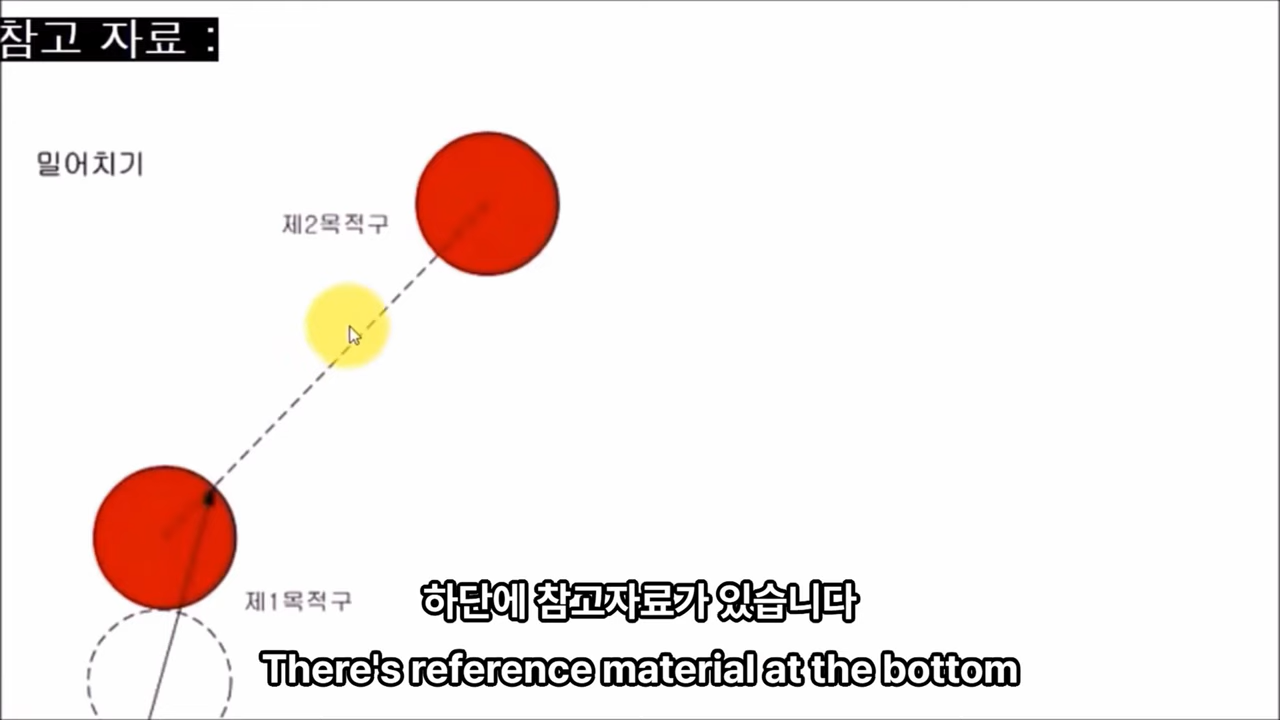 참고 자료 :
밀어치기
제2목적구
제1목적구
하단에 참고자료가 있습니다
There's reference material at the bottom